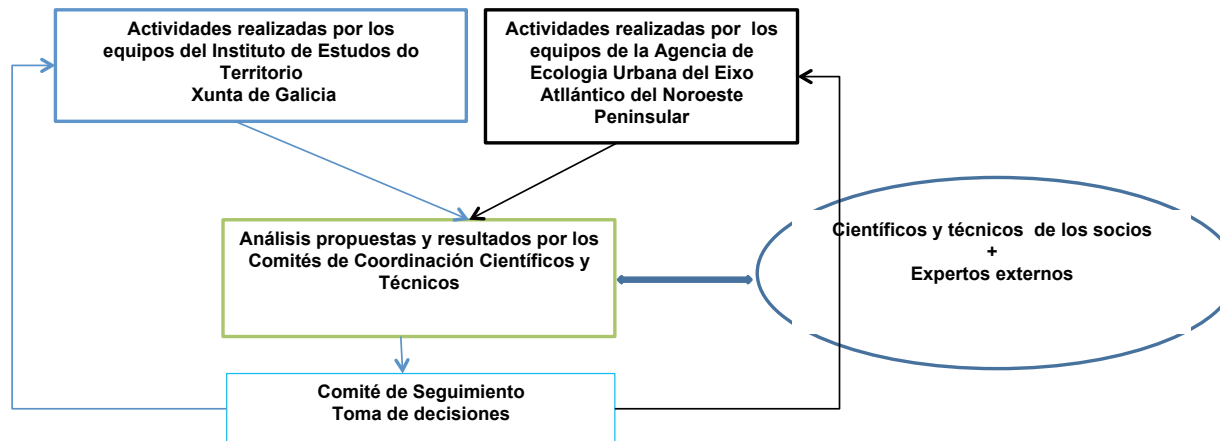 Actividades realizadas por los
equipos del Instituto de Estudos do
Territorio
Xunta de Galicia
Actividades realizadas por  los
equipos de la Agencia de
Ecologia Urbana del Eixo
Atllántico del Noroeste
Peninsular
Análisis propuestas y resultados por los
Comités de Coordinación Científicos y
Técnicos
Científicos y técnicos  de los socios
+
Expertos externos
Comité de Seguimiento
Toma de decisiones